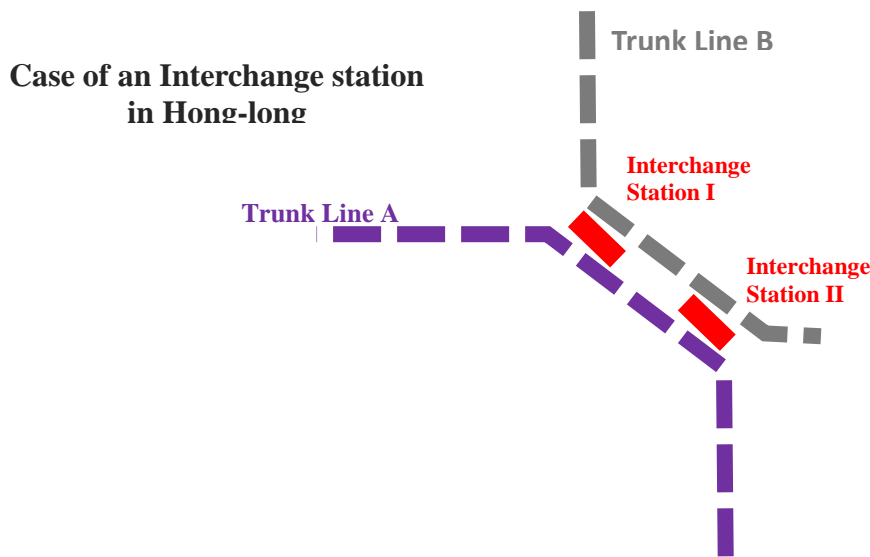 Trunk Line B
Case of an Interchange station
in Hong-long
Interchange
Station I
Trunk Line A
Interchange
Station II